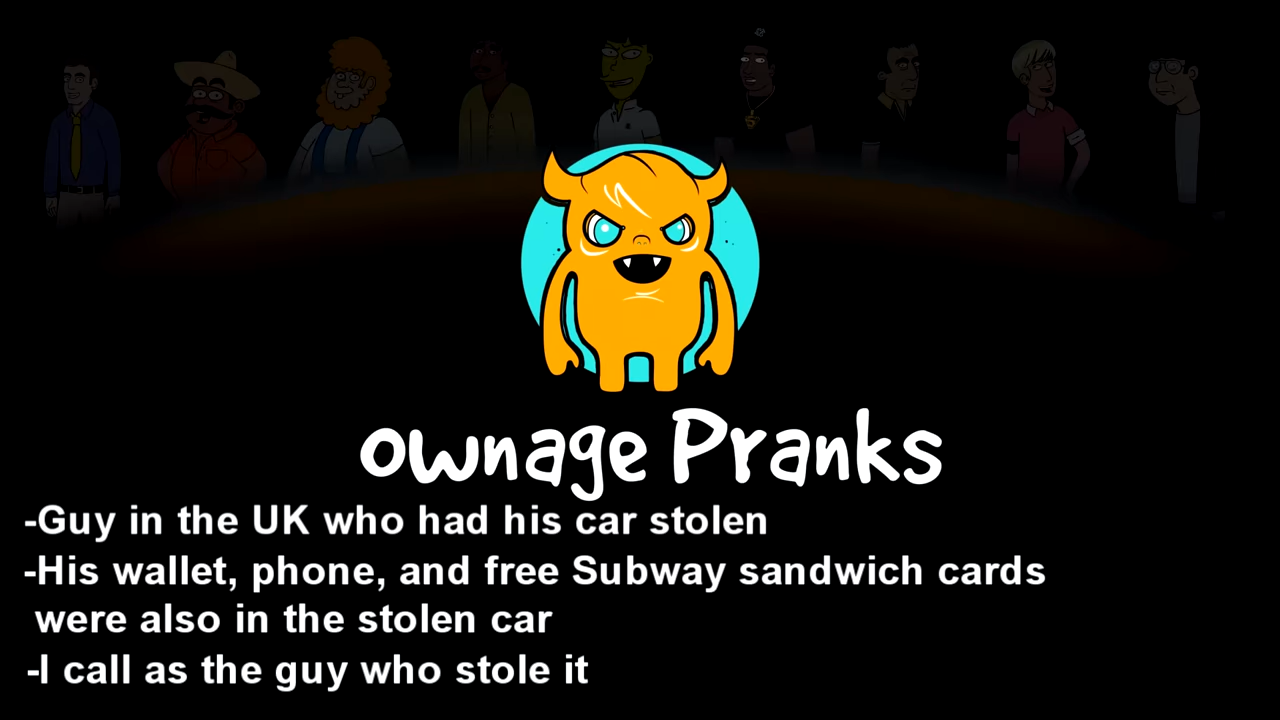 ownage Pranks
-Guy in the UK who had his car stolen
-His wallet, phone, and free Subway sandwich cards
were also in the stolen car
-I call as the guy who stole it